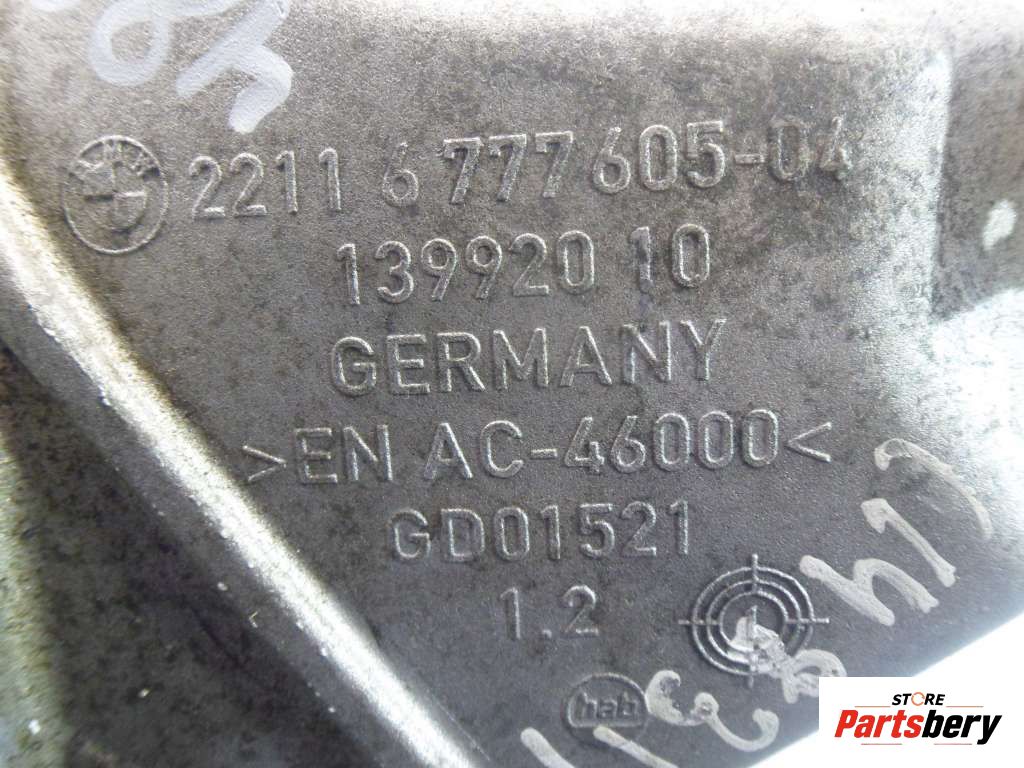 2211 6 777 605-04
139920 10
GERMANY
>EN AC-46000<
GD01521
1.2
hab
STORE
Partsbery